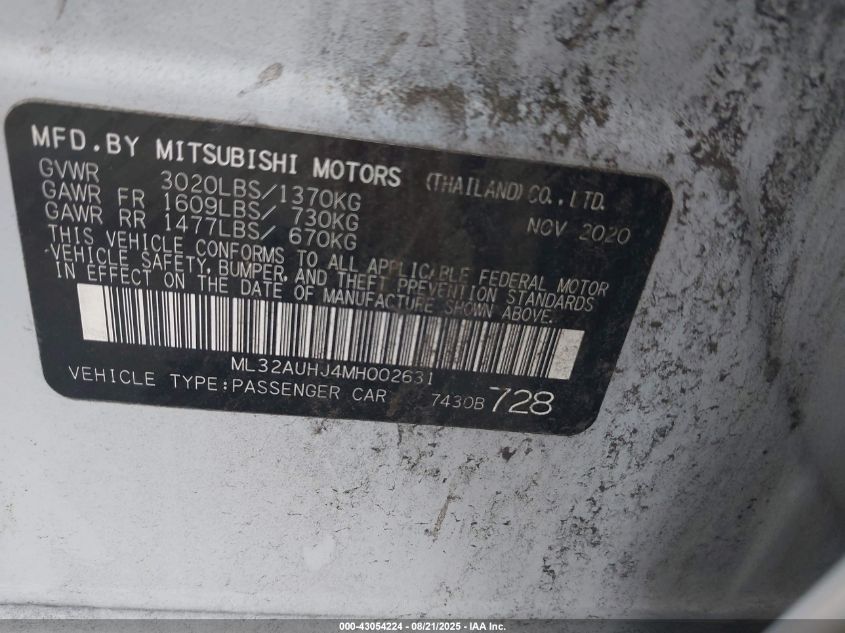 MFD.BY MITSUBISHI MOTORS (THAILAND) CO.,LTD.
GVWR 3020LBS/1370KG
GAWR FR 1609LBS/ 730KG NOV 2020
GAWR RR 1477LBS/ 670KG
THIS VEHICLE CONFORMS TO ALL APPLICABLE FEDERAL MOTOR
VEHICLE SAFETY, BUMPER, AND THEFT PREVENTION STANDARDS
IN EFFECT ON THE DATE OF MANUFACTURE SHOWN ABOVE.
ML32AUHJ4MH002631
VEHICLE TYPE:PASSENGER CAR 7430B 728
000-43054224 - 08/21/2025 - IAA Inc.